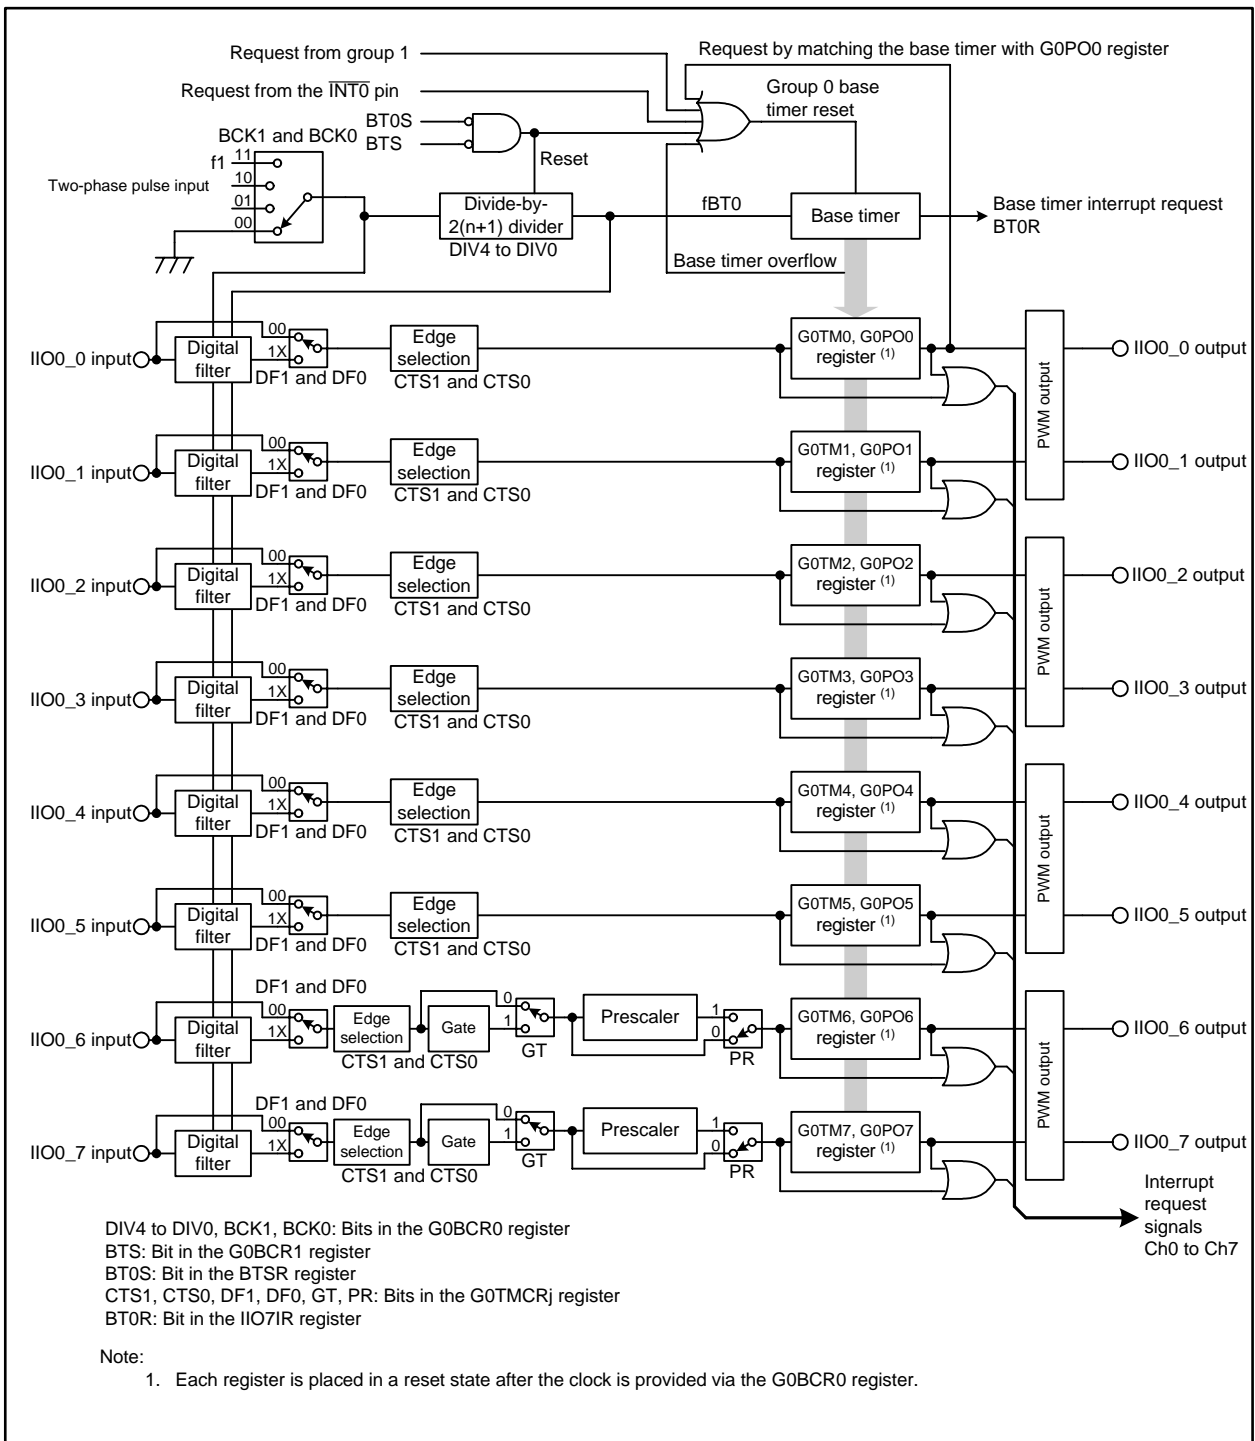 Request from group 1
Request by matching the base timer with G0PO0 register
Request from the INT0 pin
Group 0 base
timer reset
BT0S
BTS
BCK1 and BCK0
f1
11
Two-phase pulse input
10
01
00
Reset
Divide-by-
2(n+1) divider
DIV4 to DIV0
fBT0
Base timer
Base timer interrupt request
BT0R
Base timer overflow
IIO0_0 input
Digital
filter
00
1X
DF1 and DF0
Edge
selection
CTS1 and CTS0
G0TM0, G0PO0
register (1)
PWM output
IIO0_0 output
IIO0_1 input
Digital
filter
00
1X
DF1 and DF0
Edge
selection
CTS1 and CTS0
G0TM1, G0PO1
register (1)
IIO0_1 output
IIO0_2 input
Digital
filter
00
1X
DF1 and DF0
Edge
selection
CTS1 and CTS0
G0TM2, G0PO2
register (1)
PWM output
IIO0_2 output
IIO0_3 input
Digital
filter
00
1X
DF1 and DF0
Edge
selection
CTS1 and CTS0
G0TM3, G0PO3
register (1)
IIO0_3 output
IIO0_4 input
Digital
filter
00
1X
DF1 and DF0
Edge
selection
CTS1 and CTS0
G0TM4, G0PO4
register (1)
PWM output
IIO0_4 output
IIO0_5 input
Digital
filter
00
1X
DF1 and DF0
Edge
selection
CTS1 and CTS0
G0TM5, G0PO5
register (1)
IIO0_5 output
IIO0_6 input
Digital
filter
DF1 and DF0
00
1X
Edge
selection
CTS1 and CTS0
Gate
0
1
GT
Prescaler
1
0
PR
G0TM6, G0PO6
register (1)
PWM output
IIO0_6 output
IIO0_7 input
Digital
filter
DF1 and DF0
00
1X
Edge
selection
CTS1 and CTS0
Gate
0
1
GT
Prescaler
1
0
PR
G0TM7, G0PO7
register (1)
IIO0_7 output
Interrupt
request
signals
Ch0 to Ch7
DIV4 to DIV0, BCK1, BCK0: Bits in the G0BCR0 register
BTS: Bit in the G0BCR1 register
BT0S: Bit in the BTSR register
CTS1, CTS0, DF1, DF0, GT, PR: Bits in the G0TMCRj register
BT0R: Bit in the IIO7IR register
Note:
1. Each register is placed in a reset state after the clock is provided via the G0BCR0 register.